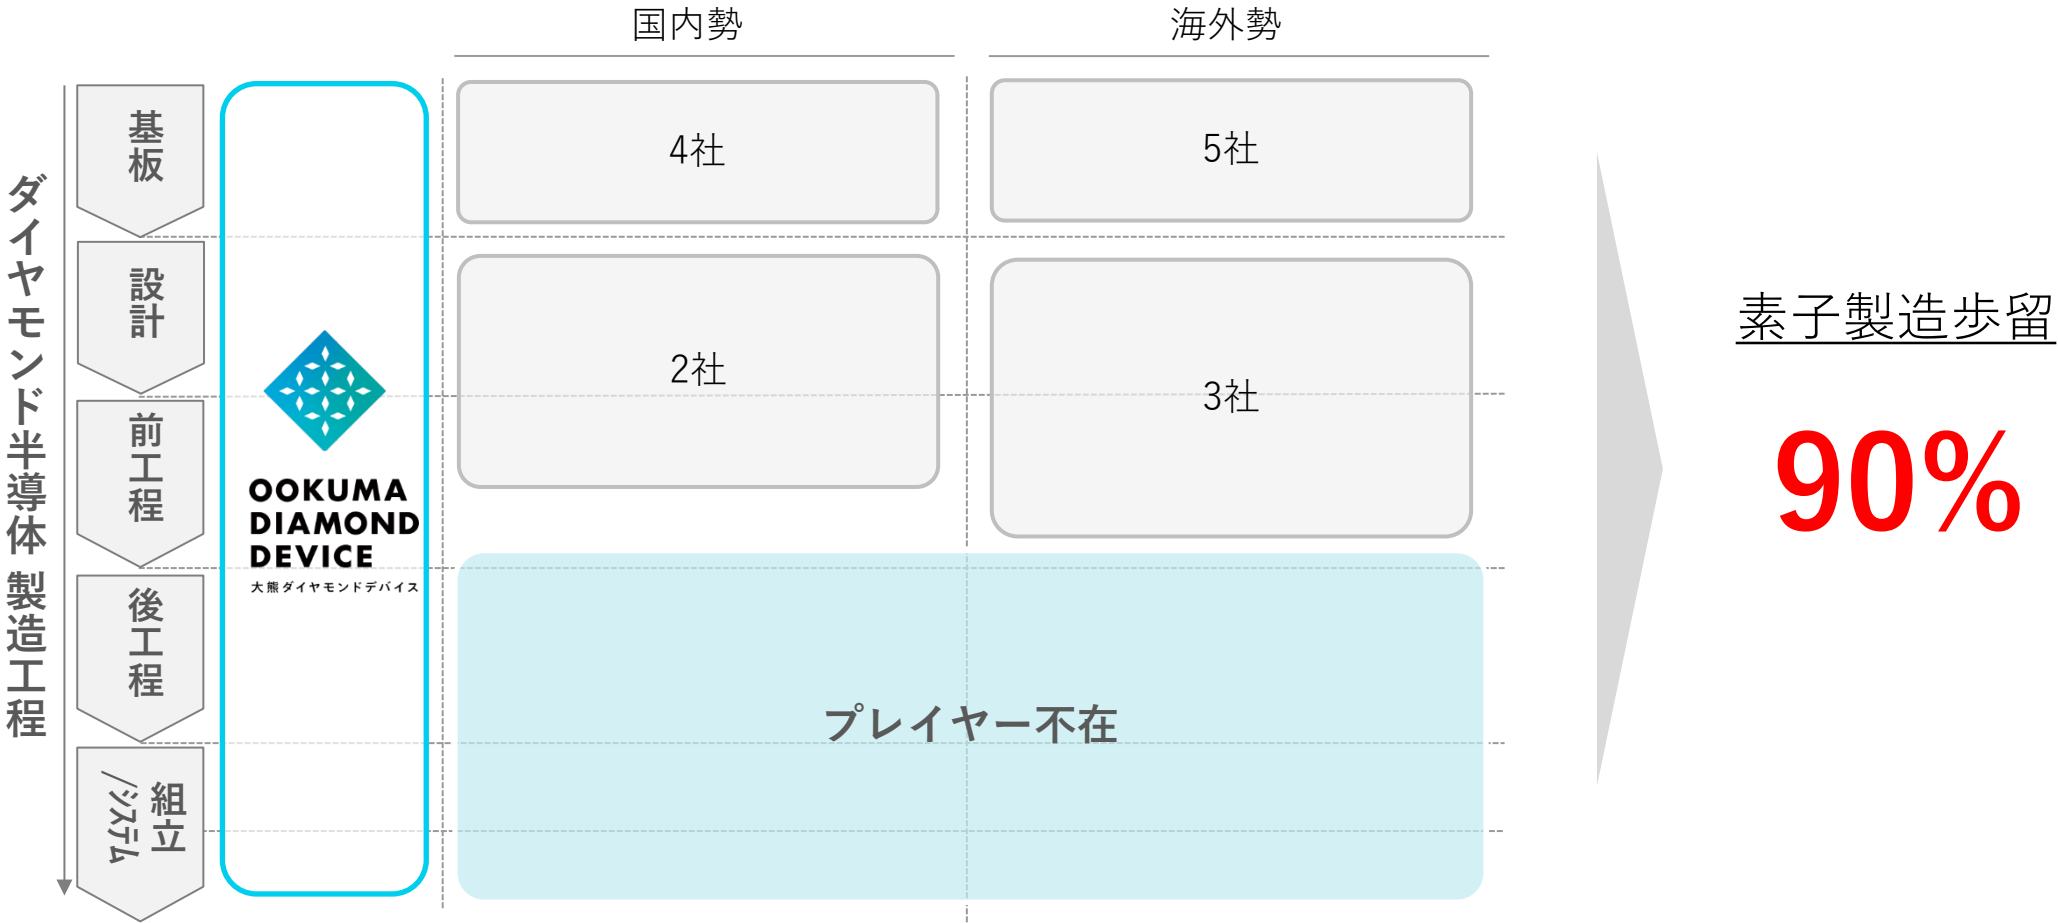 国内勢
海外勢
ダイヤモンド半導体 製造工程
基板
4社
5社
設計
2社
前工程
3社
OOKUMA
DIAMOND
DEVICE
大熊ダイヤモンドデバイス
後工程
プレイヤー不在
組立
/システム
素子製造歩留
90%